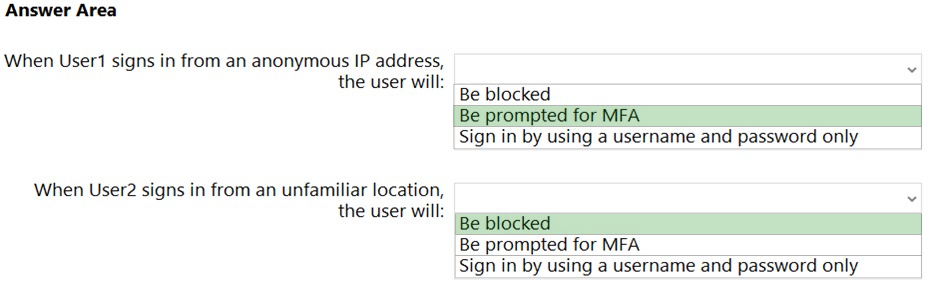 Answer Area
When User1 signs in from an anonymous IP address,
the user will:
Be blocked
Be prompted for MFA
Sign in by using a username and password only
When User2 signs in from an unfamiliar location,
the user will:
Be blocked
Be prompted for MFA
Sign in by using a username and password only